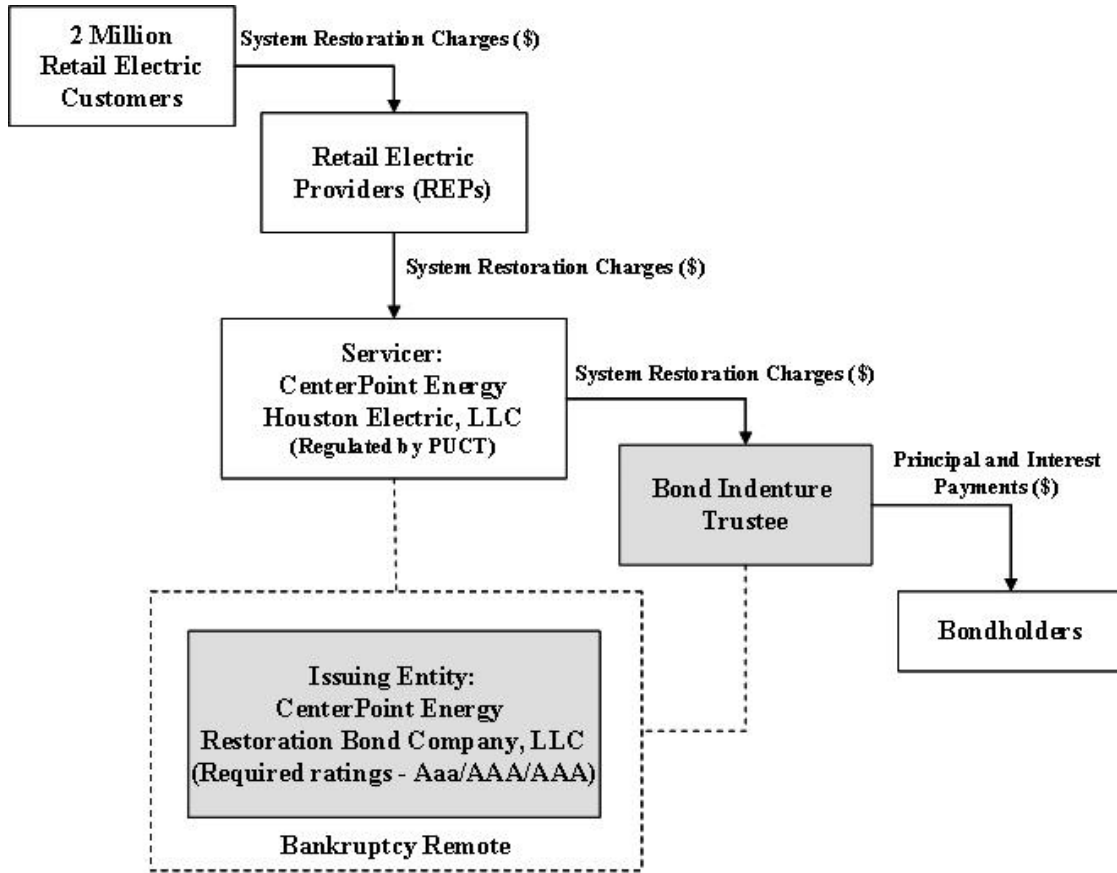 2 Million
Retail Electric
Customers
System Restoration Charges ($)
Retail Electric
Providers (REPs)
System Restoration Charges ($)
Servicer:
CenterPoint Energy
Houston Electric, LLC
(Regulated by PUCT)
System Restoration Charges ($)
Bond Indenture
Trustee
Principal and Interest
Payments ($)
Bondholders
Issuing Entity:
CenterPoint Energy
Restoration Bond Company, LLC
(Required ratings - Aaa/AAA/AAA)
Bankruptcy Remote